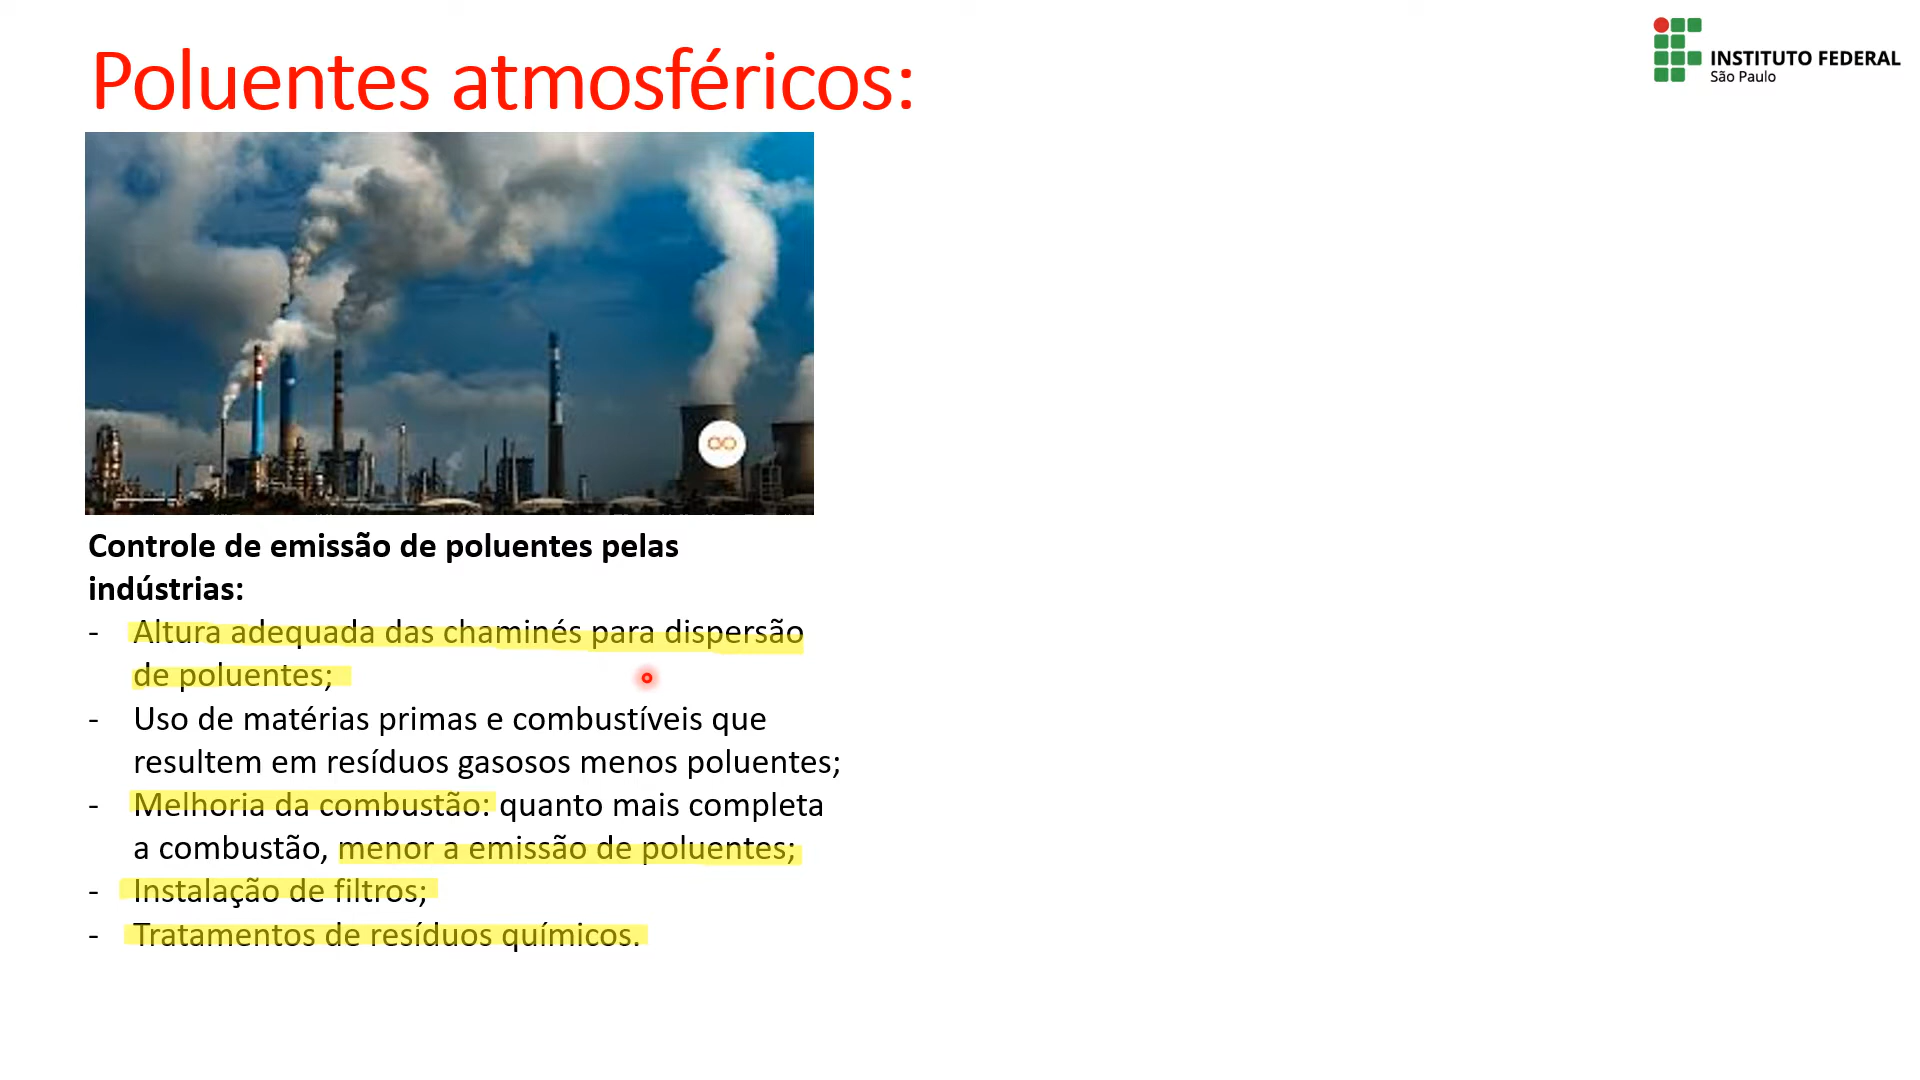 Poluentes atmosféricos:
INSTITUTO FEDERAL
São Paulo
Controle de emissão de poluentes pelas
indústrias:
- Altura adequada das chaminés para dispersão
de poluentes;
- Uso de matérias primas e combustíveis que
resultem em resíduos gasosos menos poluentes;
- Melhoria da combustão: quanto mais completa
a combustão, menor a emissão de poluentes;
- Instalação de filtros;
- Tratamentos de resíduos químicos.